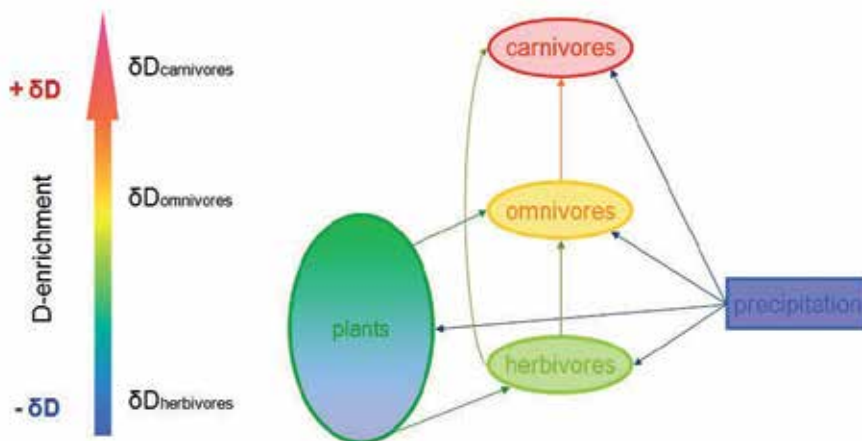 + δD
D-enrichment
- δD
δDcarnivores
δDomnivores
δDherbivores
carnivores
omnivores
plants
herbivores
precipitation